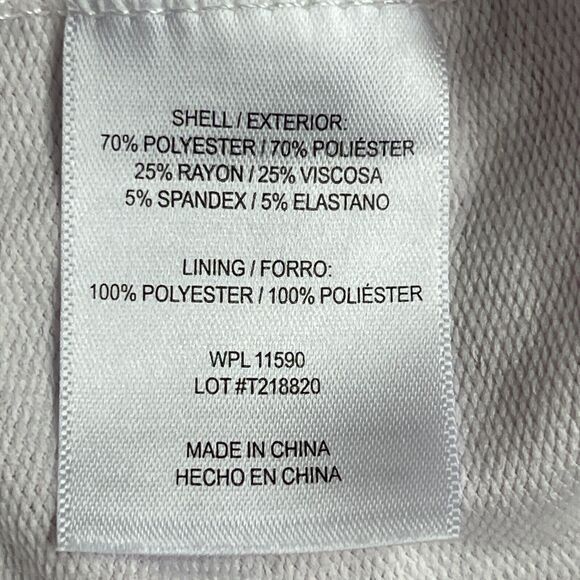 SHELL / EXTERIOR:
70% POLYESTER / 70% POLIÉSTER
25% RAYON / 25% VISCOSA
5% SPANDEX / 5% ELASTANO
LINING / FORRO:
100% POLYESTER / 100% POLIÉSTER
WPL 11590
LOT #T218820
MADE IN CHINA
HECHO EN CHINA